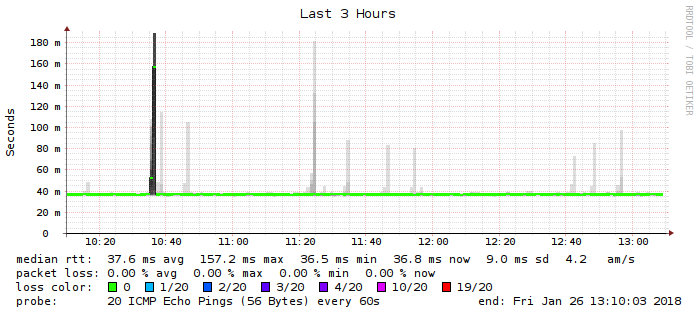 Last 3 Hours
RRDTOOL / TOBI OETIKER
Seconds
180 m
160 m
140 m
120 m
100 m
80 m
60 m
40 m
20 m
0
10:20 10:40 11:00 11:20 11:40 12:00 12:20 12:40 13:00
median rtt: 37.6 ms avg 157.2 ms max 36.5 ms min 36.8 ms now 9.0 ms sd 4.2 am/s
packet loss: 0.00 % avg 0.00 % max 0.00 % min 0.00 % now
loss color: 0 1/20 2/20 3/20 4/20 10/20 19/20
probe: 20 ICMP Echo Pings (56 Bytes) every 60s end: Fri Jan 26 13:10:03 2018